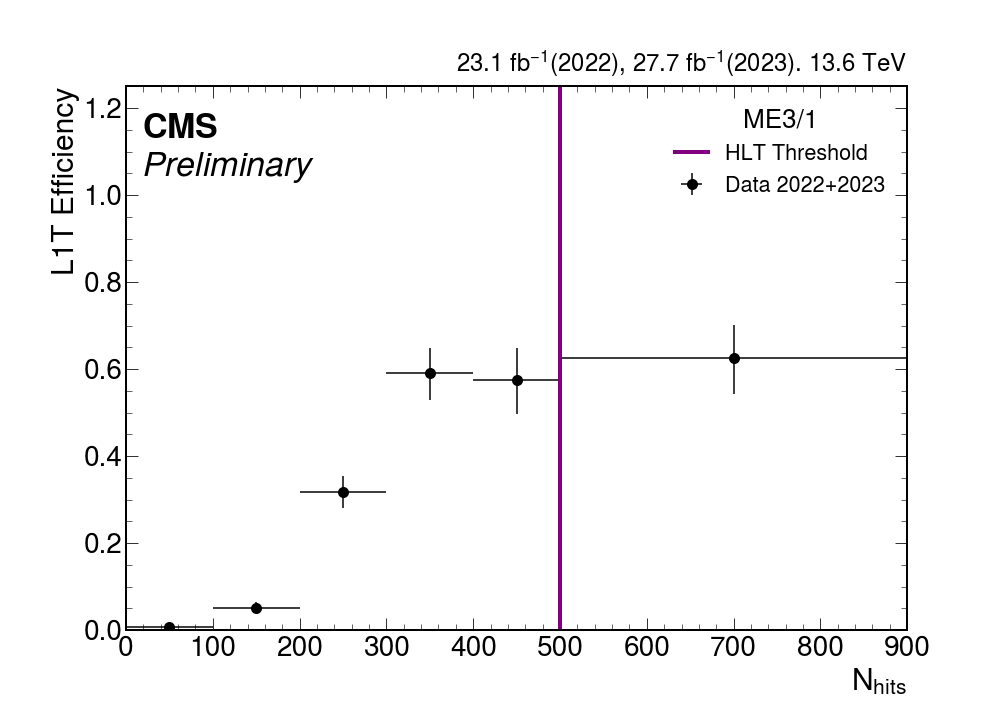 23.1 fb⁻¹(2022), 27.7 fb⁻¹(2023). 13.6 TeV
CMS
Preliminary
ME3/1
HLT Threshold
Data 2022+2023
L1T Efficiency
1.2
1.0
0.8
0.6
0.4
0.2
0.0
0 100 200 300 400 500 600 700 800 900
N_hits